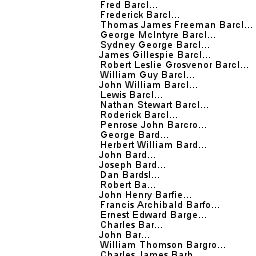 Fred Barcl...
Frederick Barcl...
Thomas James Freeman Barcl...
George McIntyre Barcl...
Sydney George Barcl...
James Gillespie Barcl...
Robert Leslie Grosvenor Barcl...
William Guy Barcl...
John William Barcl...
Lewis Barcl...
Nathan Stewart Barcl...
Roderick Barcl...
Penrose John Barcro...
George Bard...
Herbert William Bard...
John Bard...
Joseph Bard...
Dan Bardsl...
Robert Ba...
John Henry Barfie...
Francis Archibald Barfo...
Ernest Edward Barge...
Charles Bar...
John Bar...
William Thomson Bargro...
Charles James Barh